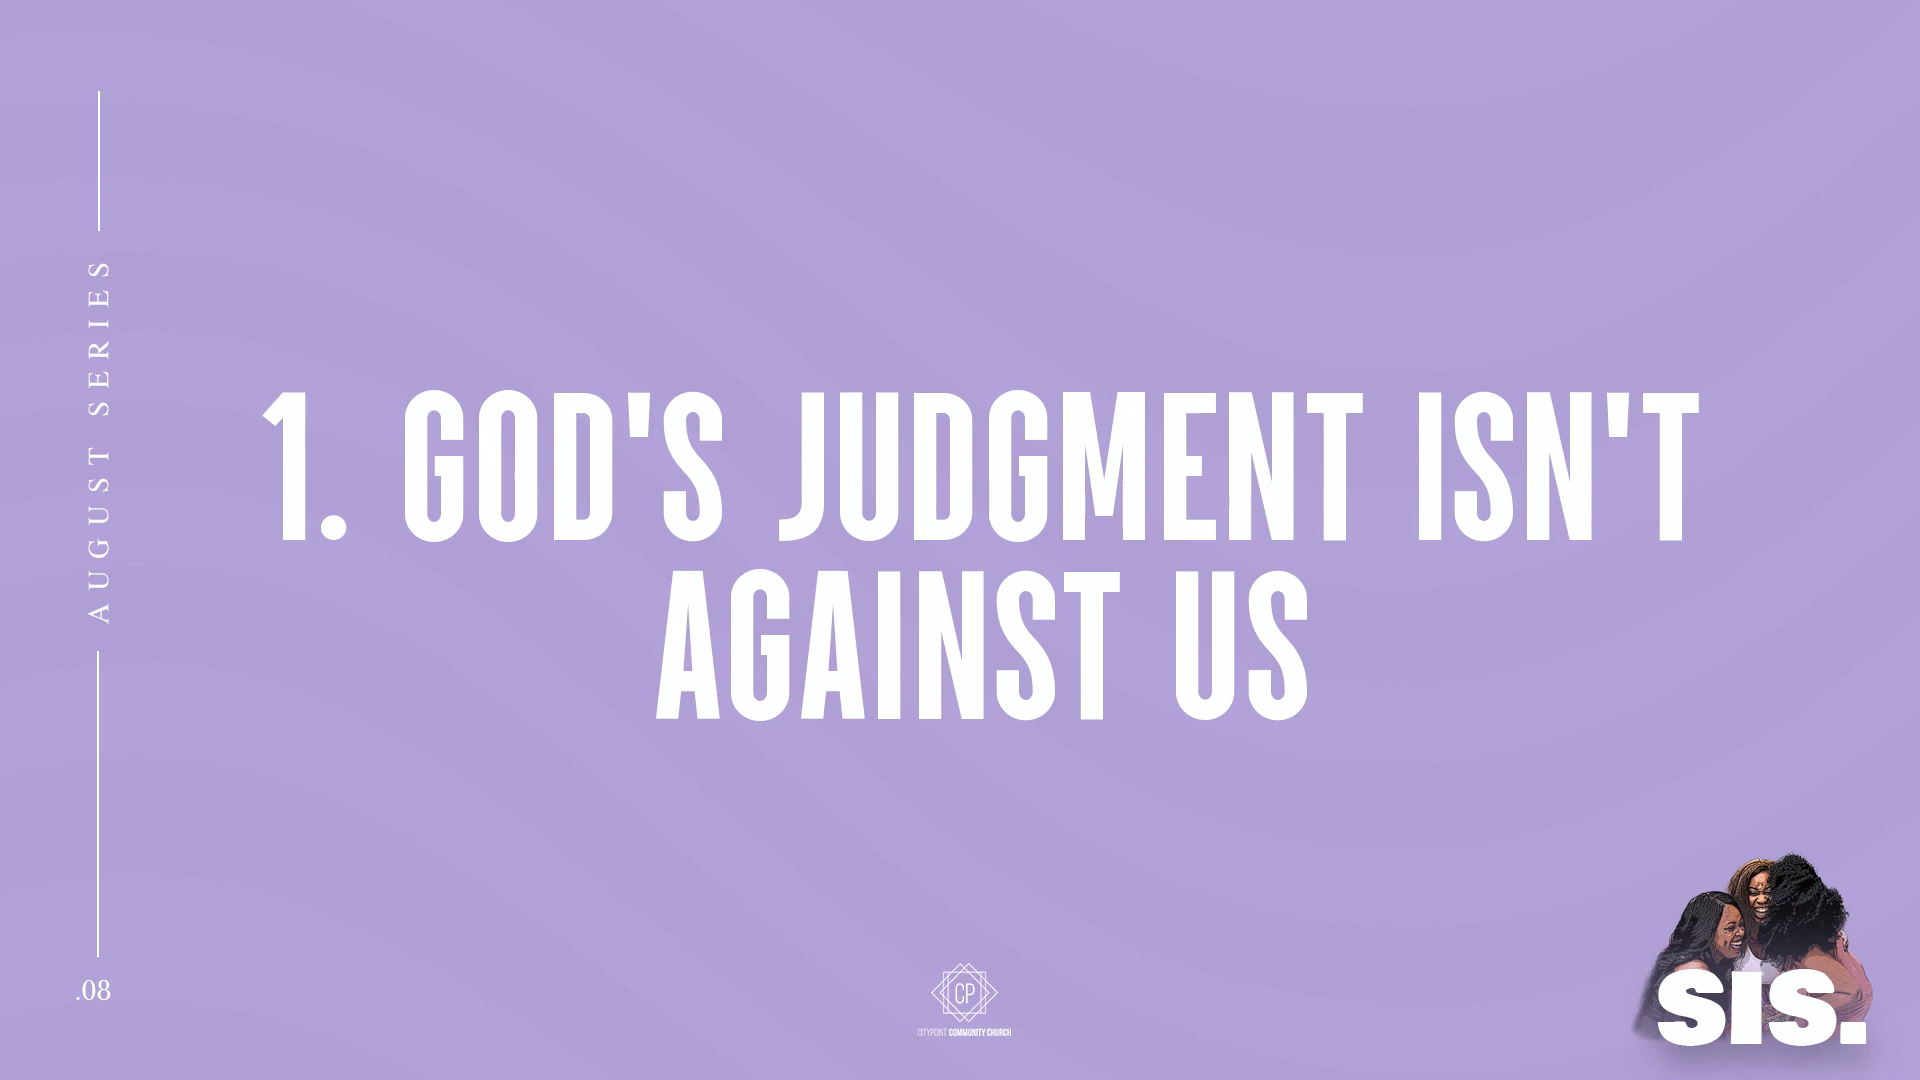 AUGUST SERIES
1. GOD'S JUDGMENT ISN'T
AGAINST US
.08
CP
CITYPOINT COMMUNITY CHURCH
SIS.